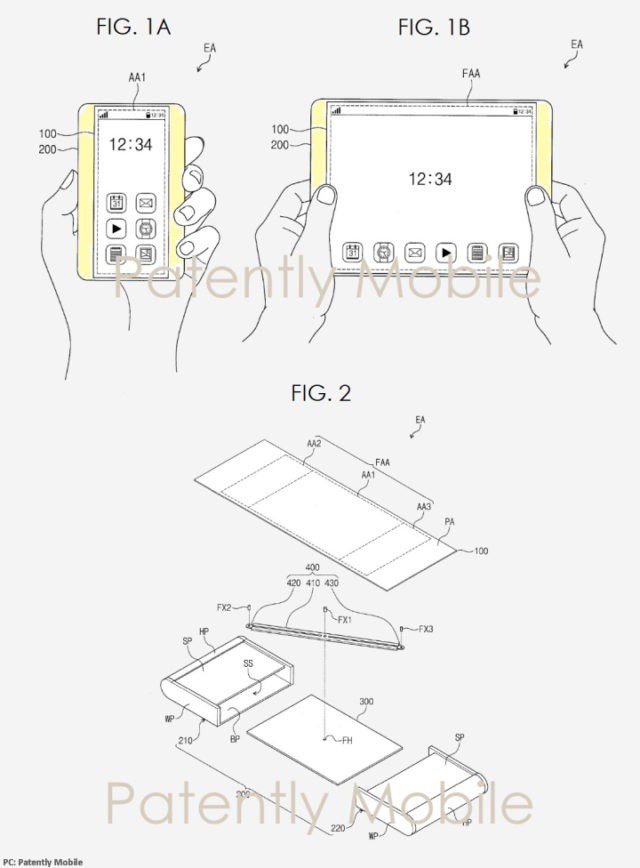 FIG. 1A
FIG. 1B
EA
AA1
100
200
12:34
12:34
31
EA
FAA
100
200
12:34
12:34
31
Patently Mobile
FIG. 2
EA
AA2
FAA
AA1
AA3
PA
100
400
420 410 430
FX2
FX1
FX3
HP
SP
SS
300
WP
BP
210
FH
SP
200
Patently Mobile
220
WP
HP
PC: Patently Mobile